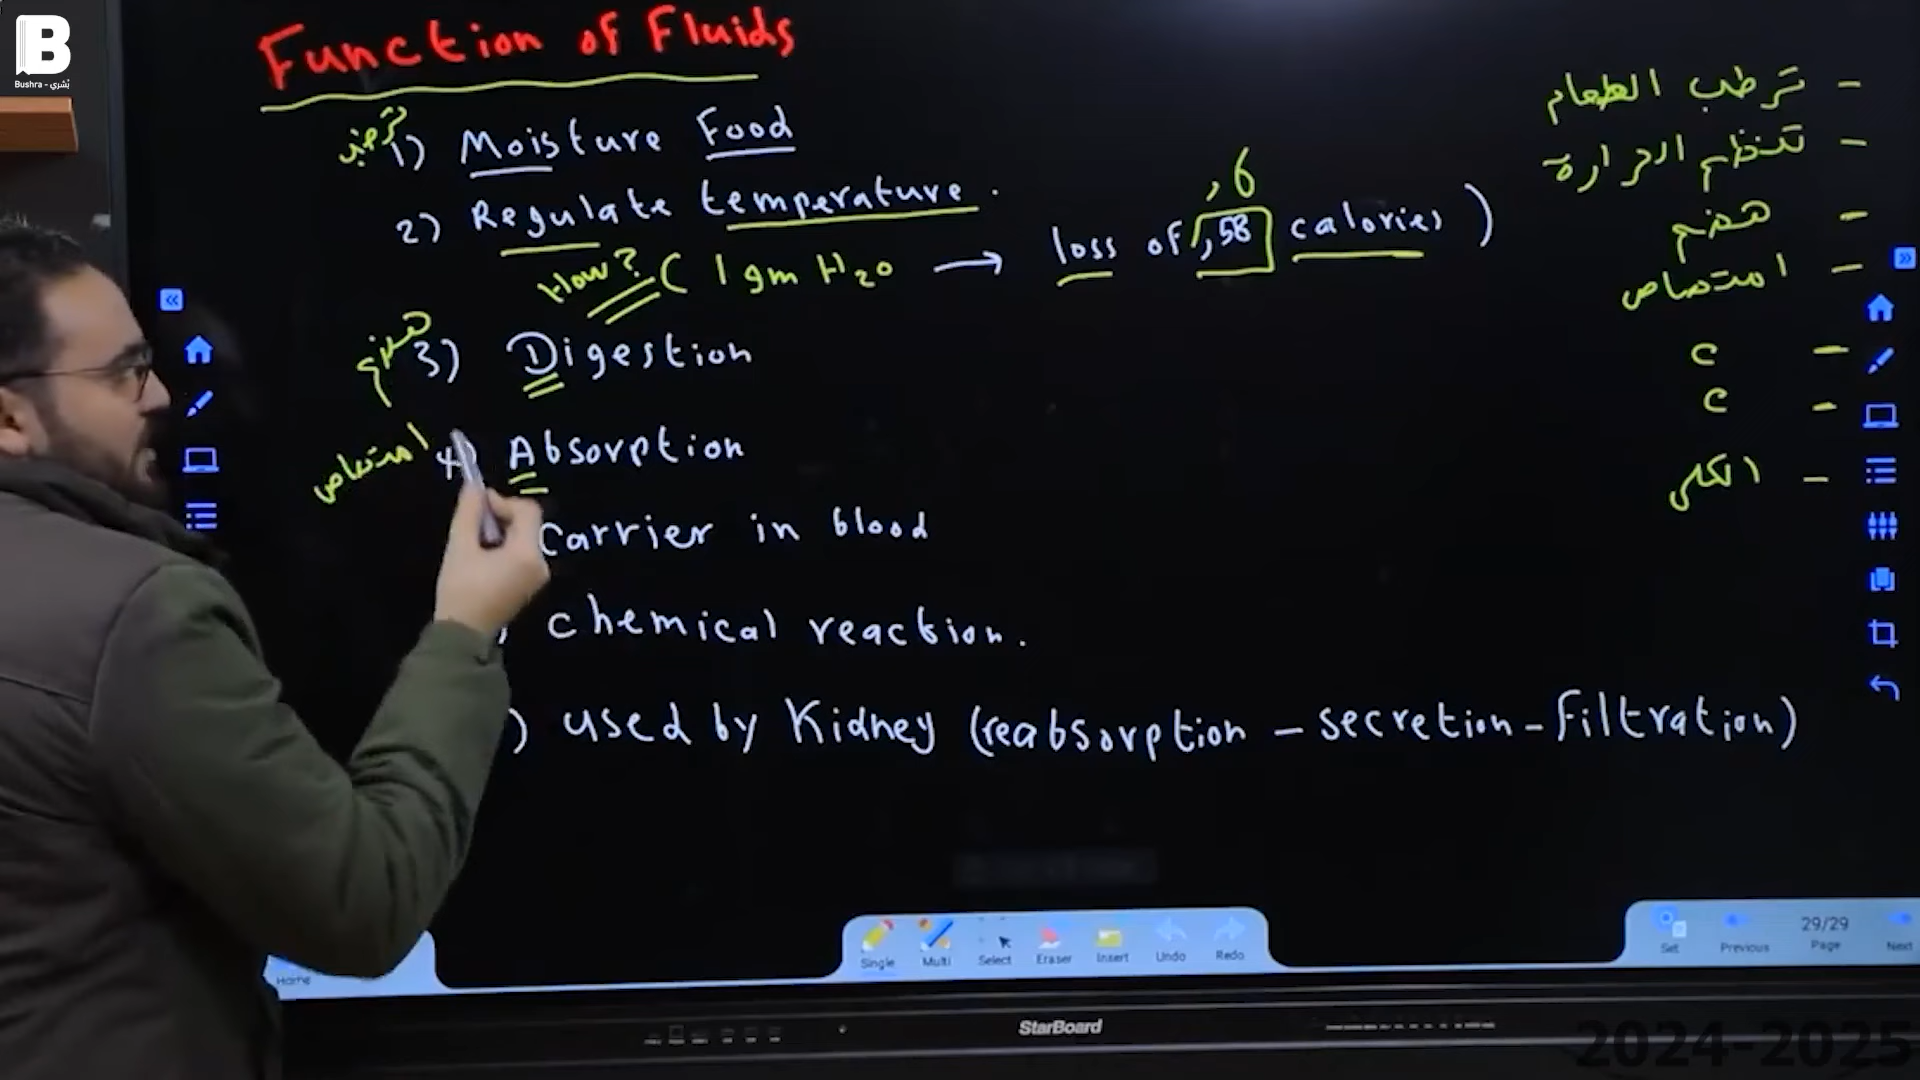 B
Bushra - بُشرى
Function of Fluids
1) Moisture Food
2) Regulate temperature.
How? ( 1 gm H2O → loss of ,58 calories )
,6
هضم
3) Digestion
امتصاص
4) Absorption
Carrier in blood
chemical reaction.
) used by Kidney (reabsorption - secretion - filtration)
- ترطب الطعام
- تنظم الحرارة
- هضم
- امتصاص
- c
- c
- الكلى
Home
Single Multi Select Eraser Insert Undo Redo
Set Previous 29/29 Page Next
StarBoard
2024-2025